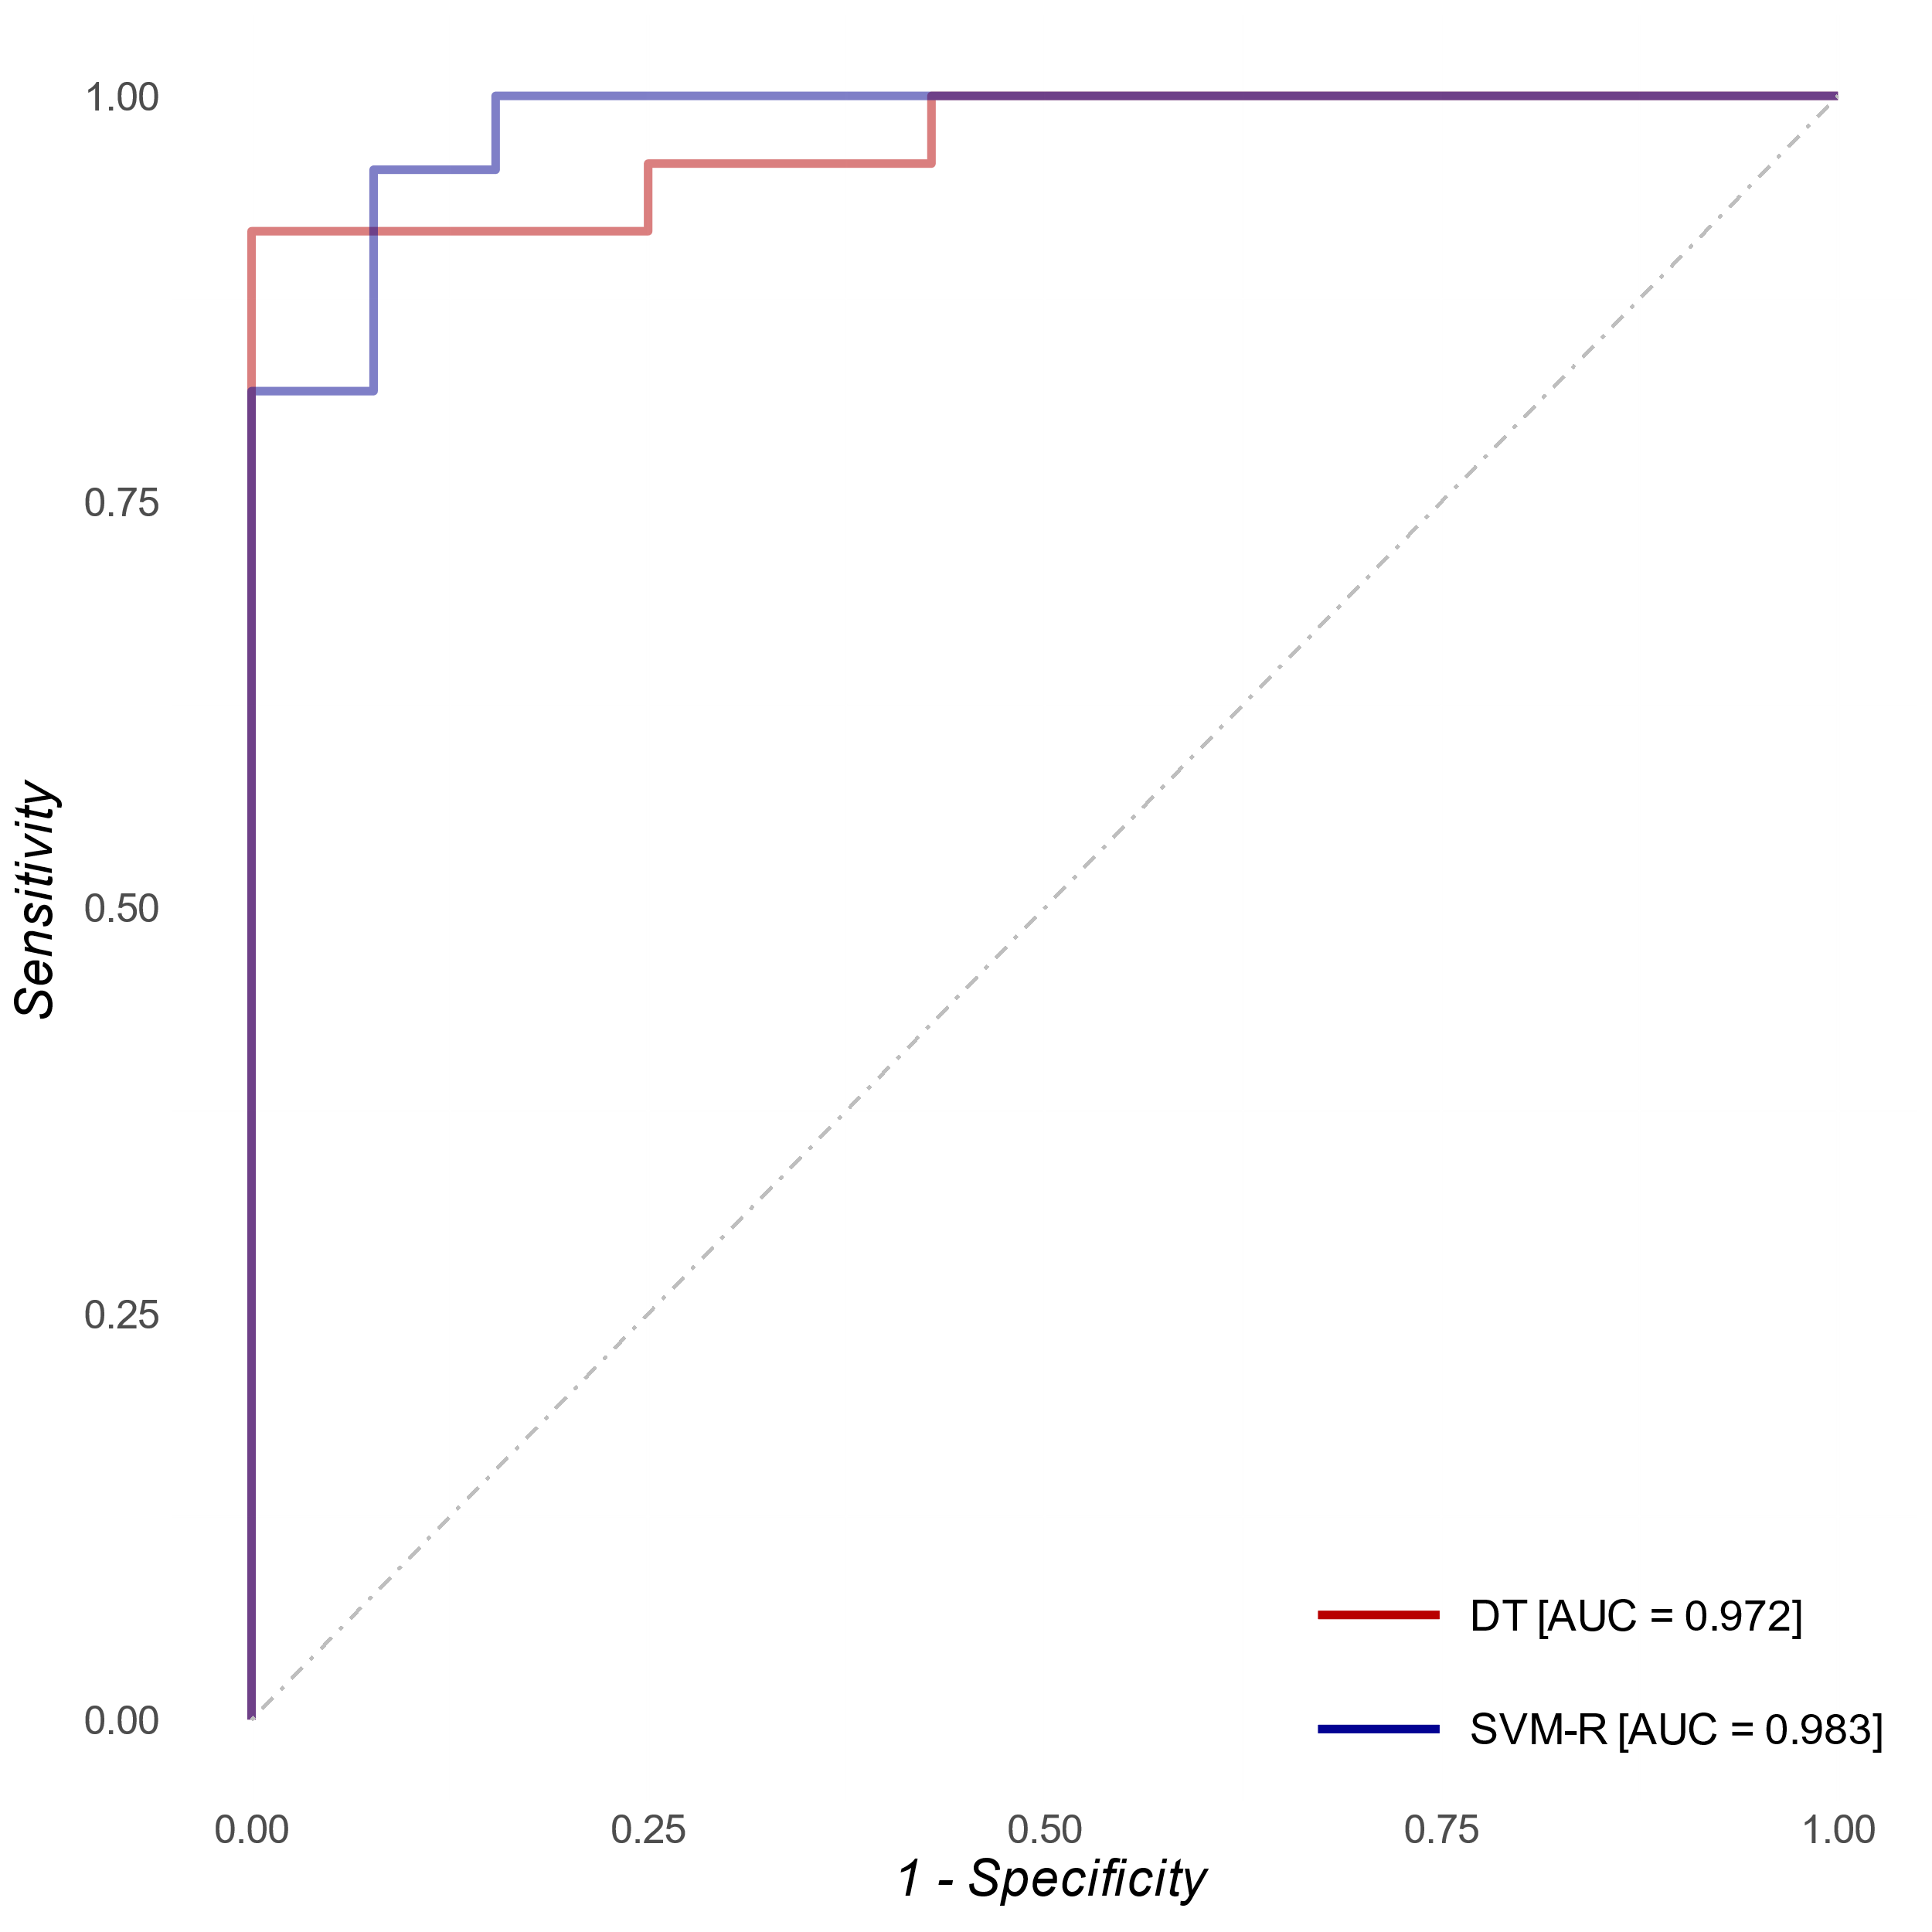 1.00
0.75
0.50
0.25
0.00
Sensitivity
DT [AUC = 0.972]
SVM-R [AUC = 0.983]
0.00 0.25 0.50 0.75 1.00
1 - Specificity